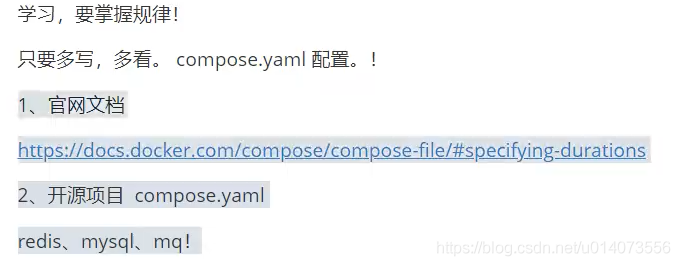 学习，要掌握规律！
只要多写，多看。 compose.yaml 配置。！
1、官网文档
https://docs.docker.com/compose/compose-file/#specifying-durations
2、开源项目 compose.yaml
redis、mysql、mq！
https://blog.csdn.net/u014073556